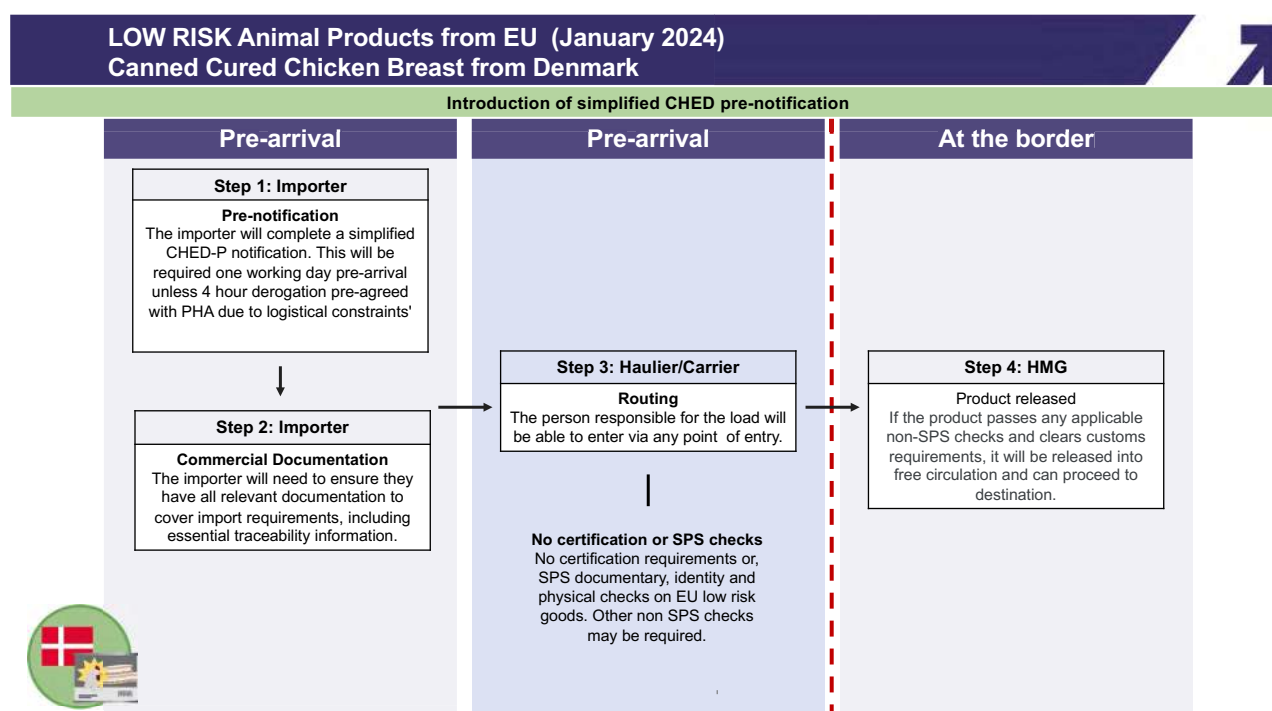 LOW RISK Animal Products from EU (January 2024)
Canned Cured Chicken Breast from Denmark
Introduction of simplified CHED pre-notification
Pre-arrival
Step 1: Importer
Pre-notification
The importer will complete a simplified
CHED-P notification. This will be
required one working day pre-arrival
unless 4 hour derogation pre-agreed
with PHA due to logistical constraints'
Step 2: Importer
Commercial Documentation
The importer will need to ensure they
have all relevant documentation to
cover import requirements, including
essential traceability information.
Pre-arrival
Step 3: Haulier/Carrier
Routing
The person responsible for the load will
be able to enter via any point of entry.
No certification or SPS checks
No certification requirements or,
SPS documentary, identity and
physical checks on EU low risk
goods. Other non SPS checks
may be required.
At the border
Step 4: HMG
Product released
If the product passes any applicable
non-SPS checks and clears customs
requirements, it will be released into
free circulation and can proceed to
destination.